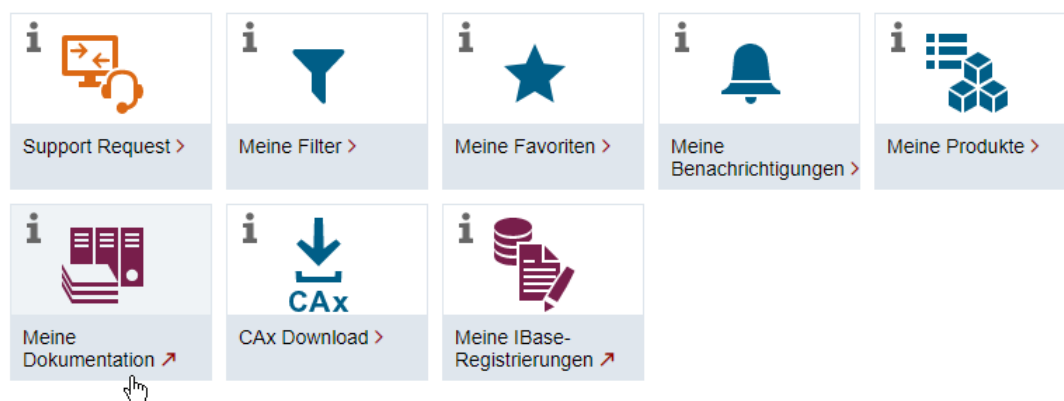 Support Request >
Meine Filter >
Meine Favoriten >
Meine
Benachrichtigungen >
Meine Produkte >
Meine
Dokumentation ↗
CAx
CAx Download >
Meine IBase-
Registrierungen ↗